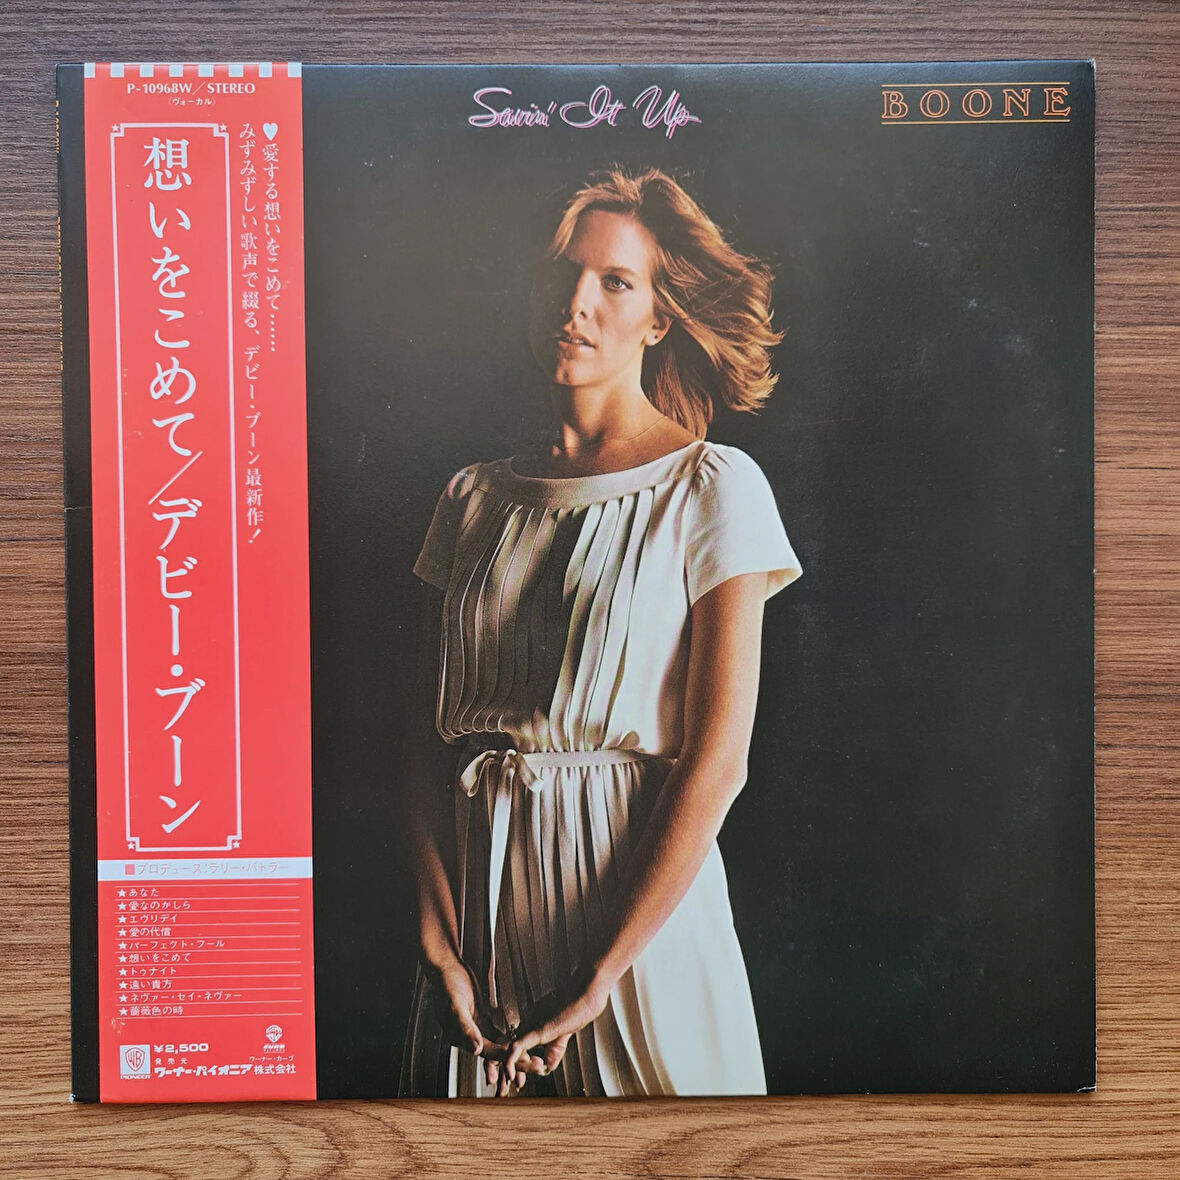 P-10968W／STEREO
（ヴォーカル）
♥愛する想いをこめて……
みずみずしい歌声で綴る、デビー・ブーン最新作！
想いをこめて／デビー・ブーン
■プロデュース：ラリー・バトラー
★あなた
★愛なのかしら
★エヴリデイ
★愛の代償
★パーフェクト・フール
★想いをこめて
★トゥナイト
★遠い貴方
★ネヴァー・セイ・ネヴァー
★薔薇色の時
¥2,500
発売元
ワーナー・パイオニア株式会社
PIONEER
ワーナー・カーブ
Savin' It Up
BOONE